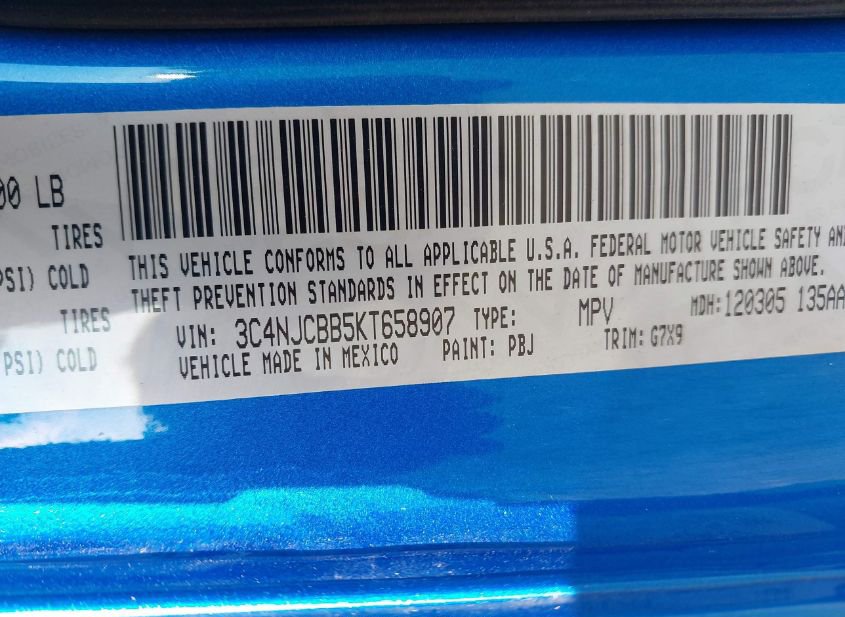 00 LB
TIRES
PSI) COLD
TIRES
PSI) COLD
THIS VEHICLE CONFORMS TO ALL APPLICABLE U.S.A. FEDERAL MOTOR VEHICLE SAFETY AND
THEFT PREVENTION STANDARDS IN EFFECT ON THE DATE OF MANUFACTURE SHOWN ABOVE.
VIN: 3C4NJCBB5KT658907 TYPE: MPV MDH: 120305 135AA
VEHICLE MADE IN MEXICO PAINT: PBJ TRIM: G7X9